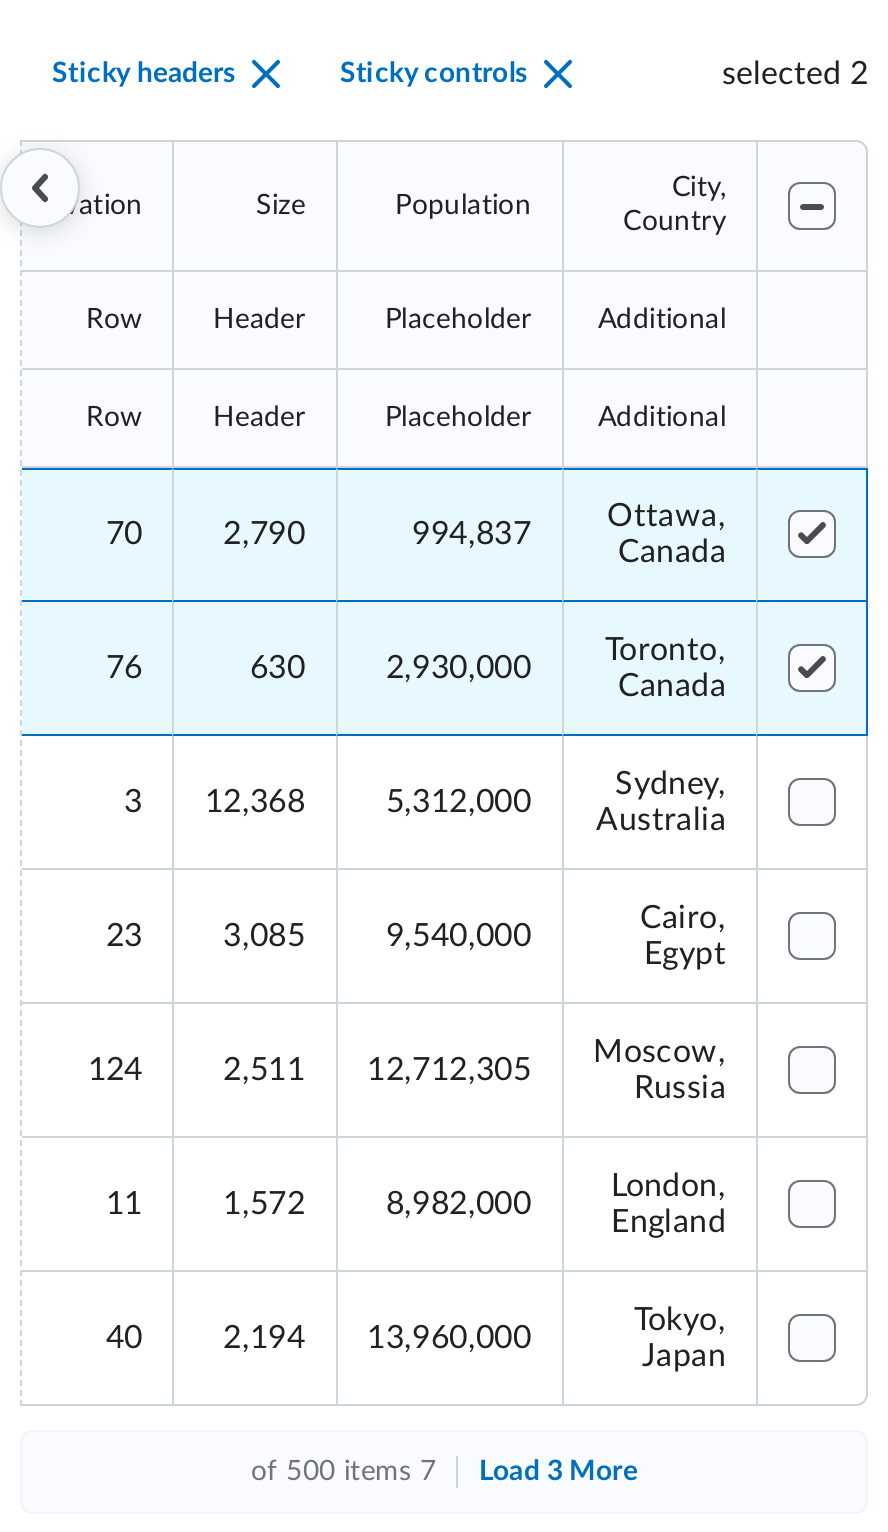 Sticky headers
Sticky controls
selected 2
ation
Size
Population
City,
Country
Row
Header
Placeholder
Additional
Row
Header
Placeholder
Additional
70
2,790
994,837
Ottawa,
Canada
76
630
2,930,000
Toronto,
Canada
3
12,368
5,312,000
Sydney,
Australia
23
3,085
9,540,000
Cairo,
Egypt
124
2,511
12,712,305
Moscow,
Russia
11
1,572
8,982,000
London,
England
40
2,194
13,960,000
Tokyo,
Japan
of 500 items 7
Load 3 More